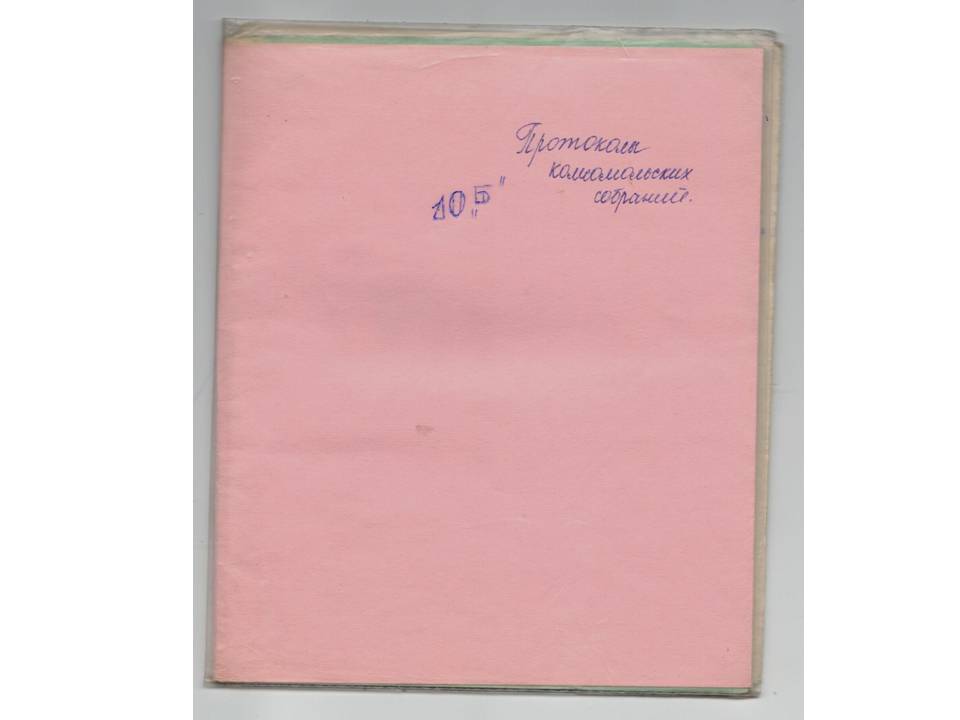 Протоколы
комсомольских
собраний.
10 „Б"